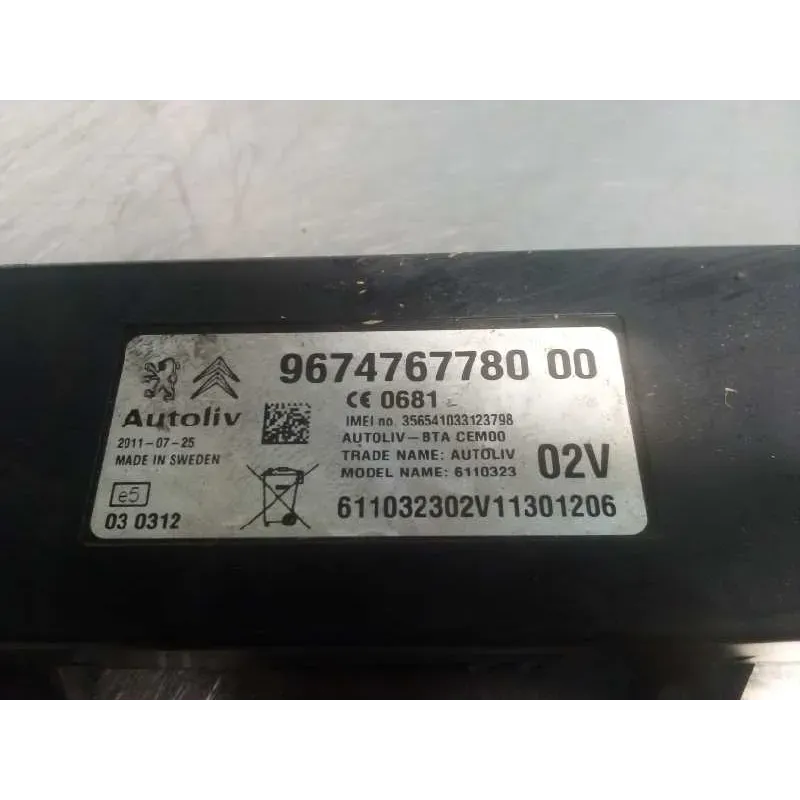 9674767780 00
CE 0681
Autoliv
IMEI no. 356541033123798
2011-07-25
AUTOLIV-BTA CEM00
MADE IN SWEDEN
TRADE NAME: AUTOLIV
MODEL NAME: 6110323
02V
e5
03 0312
611032302V11301206